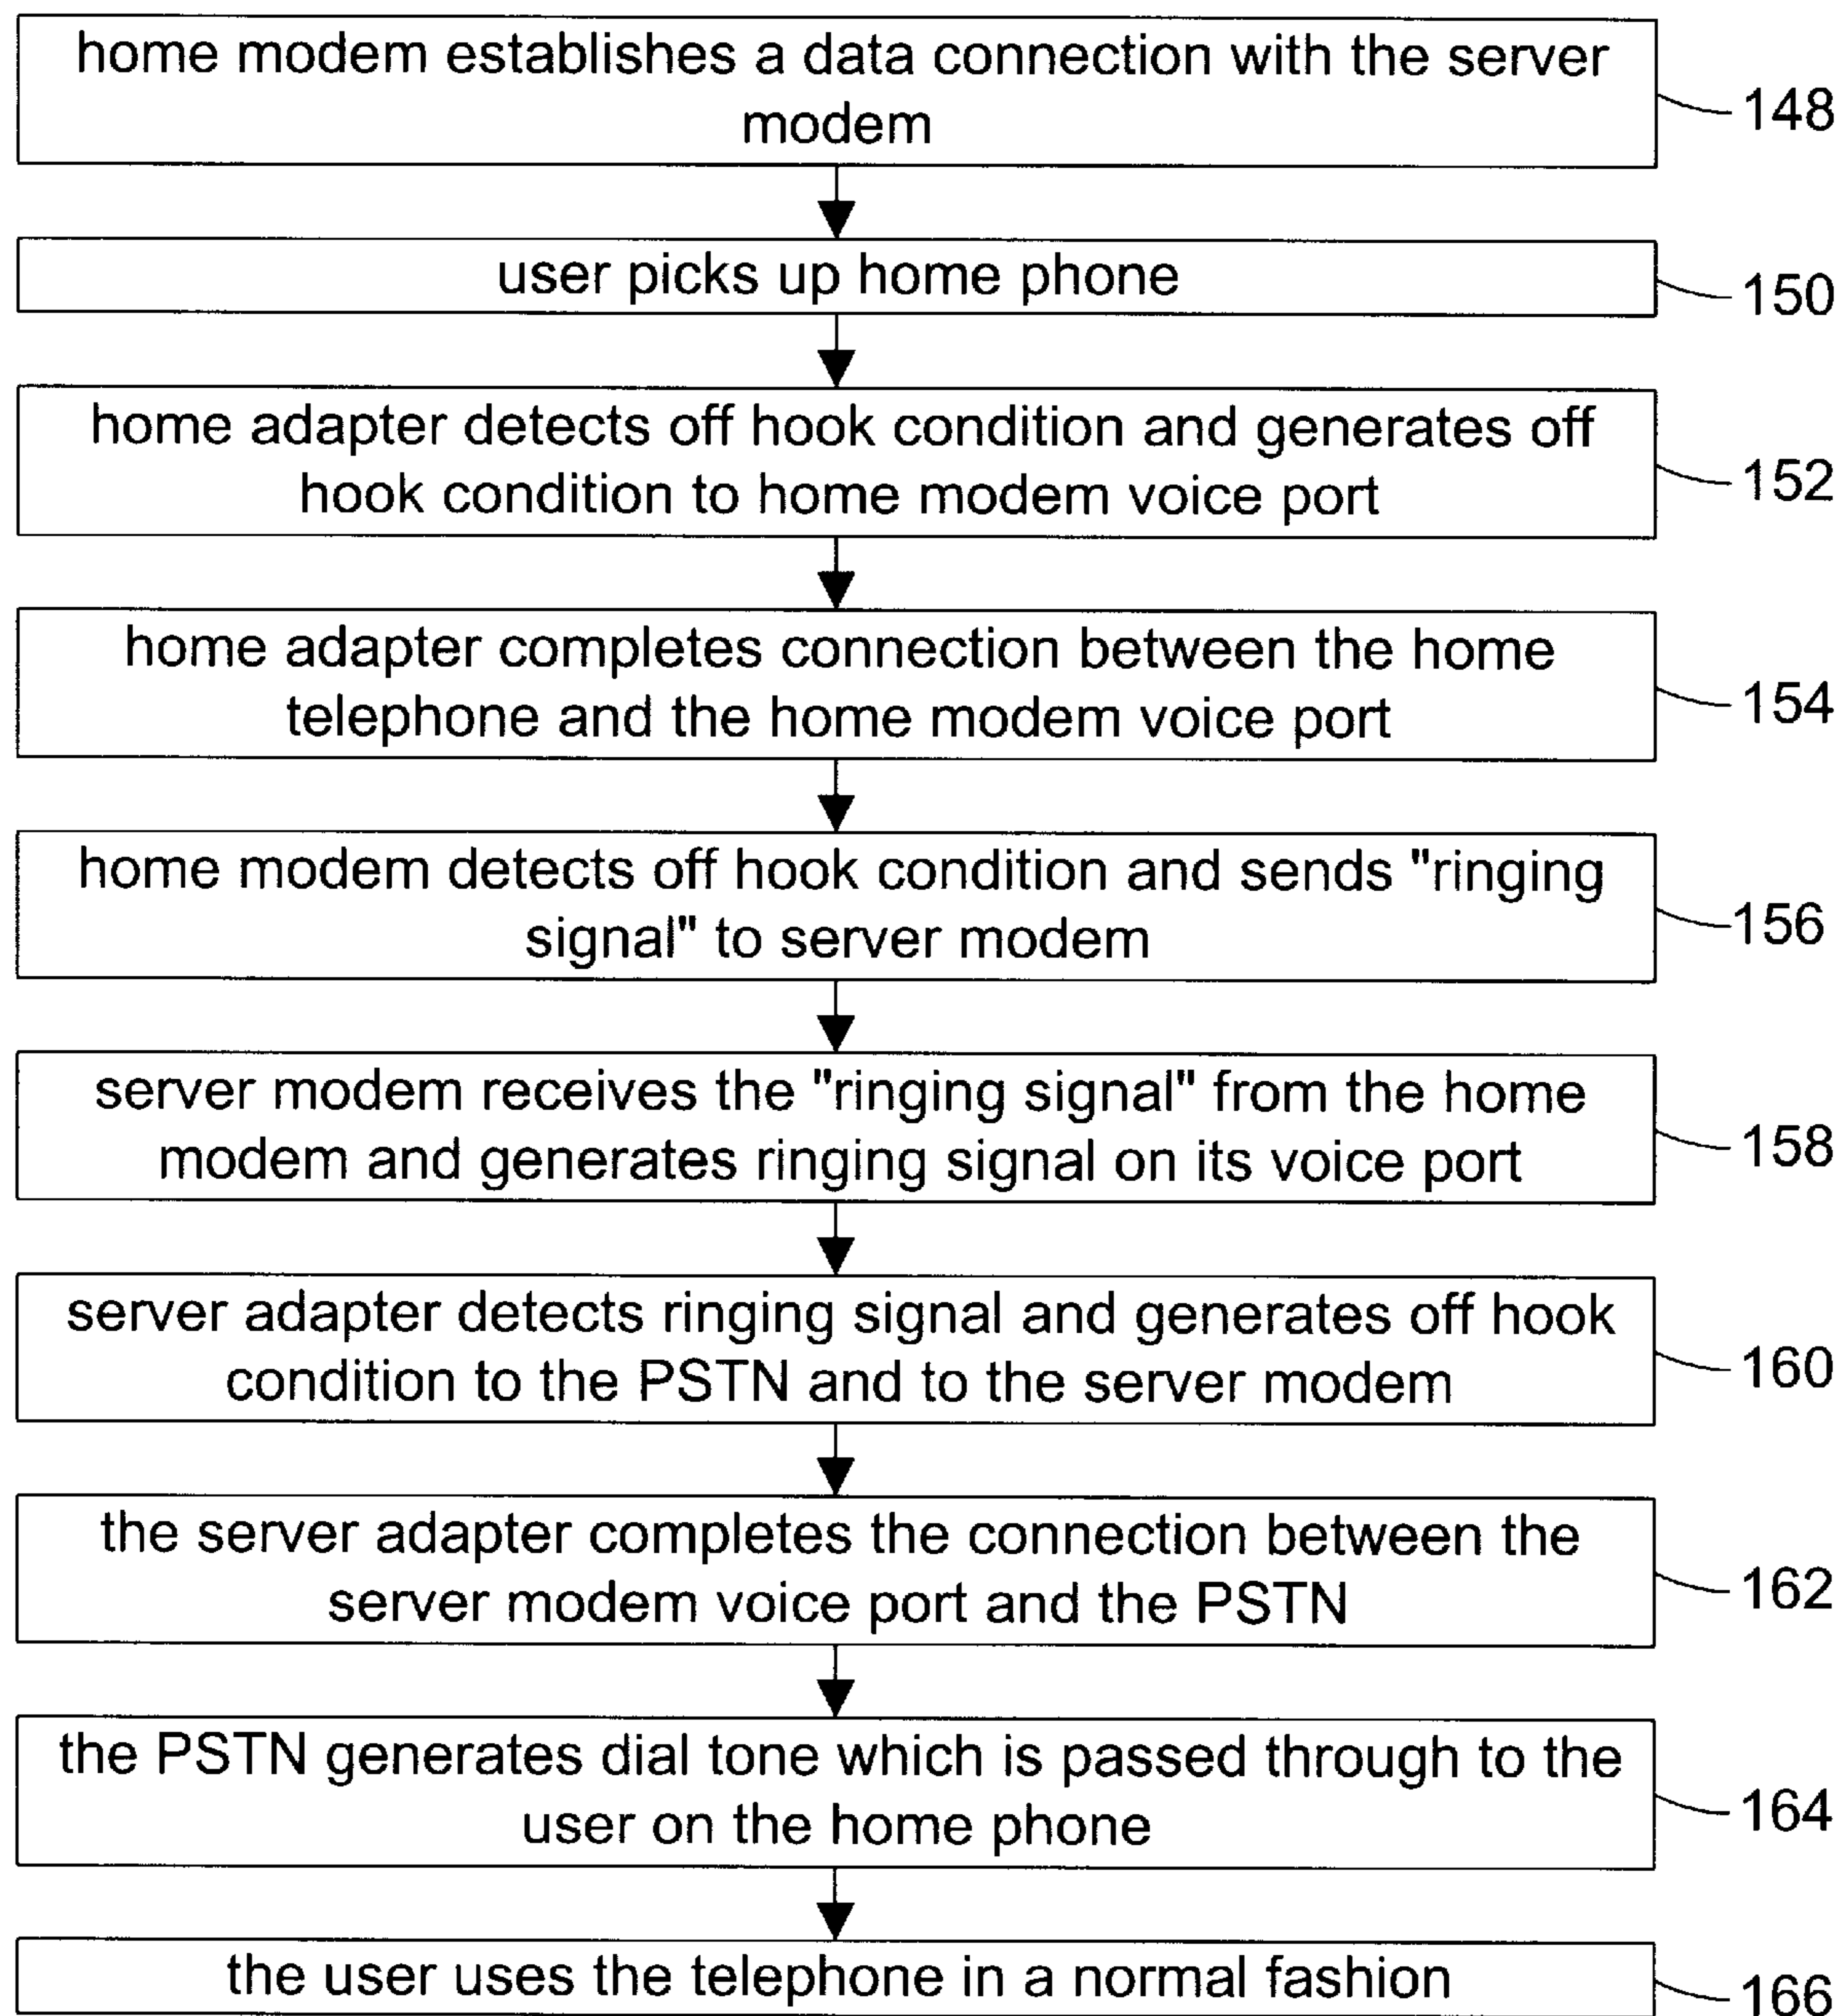 home modem establishes a data connection with the server
modem
148
user picks up home phone
150
home adapter detects off hook condition and generates off
hook condition to home modem voice port
152
home adapter completes connection between the home
telephone and the home modem voice port
154
home modem detects off hook condition and sends "ringing
signal" to server modem
156
server modem receives the "ringing signal" from the home
modem and generates ringing signal on its voice port
158
server adapter detects ringing signal and generates off hook
condition to the PSTN and to the server modem
160
the server adapter completes the connection between the
server modem voice port and the PSTN
162
the PSTN generates dial tone which is passed through to the
user on the home phone
164
the user uses the telephone in a normal fashion
166